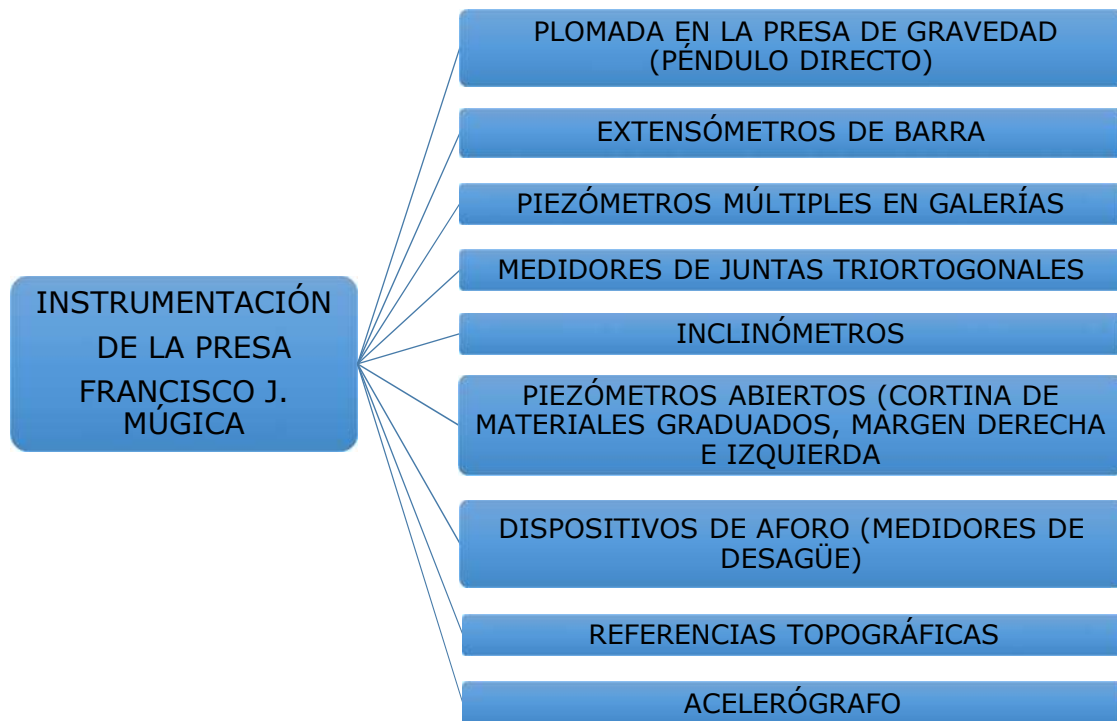 PLOMADA EN LA PRESA DE GRAVEDAD
(PÉNDULO DIRECTO)
EXTENSÓMETROS DE BARRA
PIEZÓMETROS MÚLTIPLES EN GALERÍAS
MEDIDORES DE JUNTAS TRIORTOGONALES
INSTRUMENTACIÓN
DE LA PRESA
FRANCISCO J.
MÚGICA
INCLINÓMETROS
PIEZÓMETROS ABIERTOS (CORTINA DE
MATERIALES GRADUADOS, MARGEN DERECHA
E IZQUIERDA
DISPOSITIVOS DE AFORO (MEDIDORES DE
DESAGÜE)
REFERENCIAS TOPOGRÁFICAS
ACELERÓGRAFO